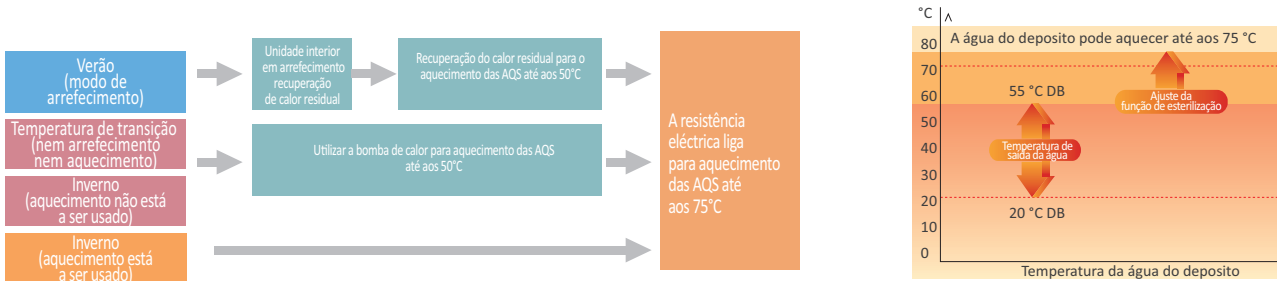 Verão
(modo de
arrefecimento)
Unidade interior
em arrefecimento
recuperação
de calor residual
Recuperação do calor residual para o
aquecimento das AQS até aos 50°C
Temperatura de transição
(nem arrefecimento
nem aquecimento)
Utilizar a bomba de calor para aquecimento das AQS
até aos 50°C
Inverno
(aquecimento não está
a ser usado)
Inverno
(aquecimento está
a ser usado)
A resistência
eléctrica liga
para aquecimento
das AQS até
aos 75°C
°C
80
70
60
50
40
30
20
10
0
A água do deposito pode aquecer até aos 75 °C
55 °C DB
Ajuste da
função de esterilização
Temperatura de
saída da água
20 °C DB
Temperatura da água do deposito